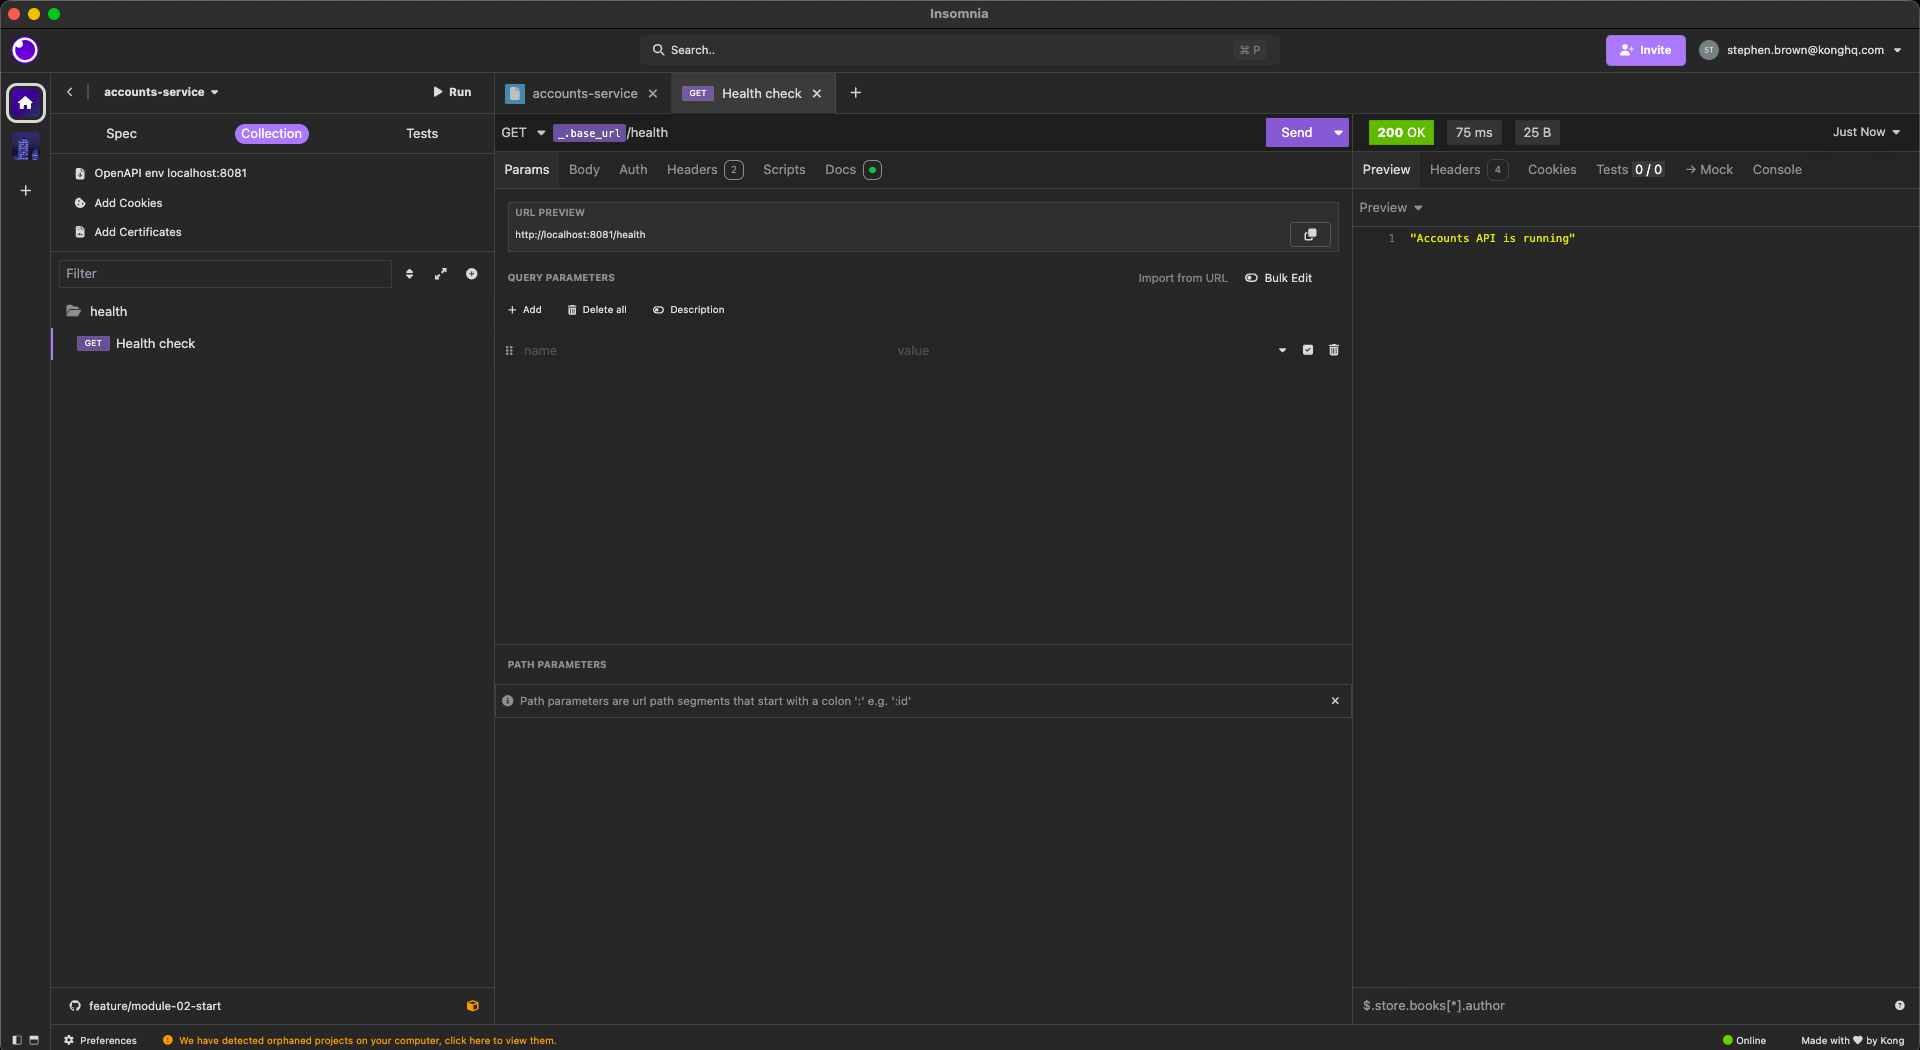 Insomnia
Search..
⌘ P
Invite
ST
stephen.brown@konghq.com
accounts-service
Run
accounts-service
GET Health check
Spec
Collection
Tests
GET
_.base_url/health
Send
200 OK
75 ms
25 B
Just Now
OpenAPI env localhost:8081
Add Cookies
Add Certificates
Params
Body
Auth
Headers 2
Scripts
Docs
Preview
Headers 4
Cookies
Tests 0 / 0
Mock
Console
URL PREVIEW
http://localhost:8081/health
Preview
1 "Accounts API is running"
Filter
QUERY PARAMETERS
Import from URL
Bulk Edit
Add
Delete all
Description
health
GET Health check
name
value
PATH PARAMETERS
Path parameters are url path segments that start with a colon ':' e.g. ':id'
feature/module-02-start
$.store.books[*].author
Preferences
We have detected orphaned projects on your computer, click here to view them.
Online
Made with ♥ by Kong